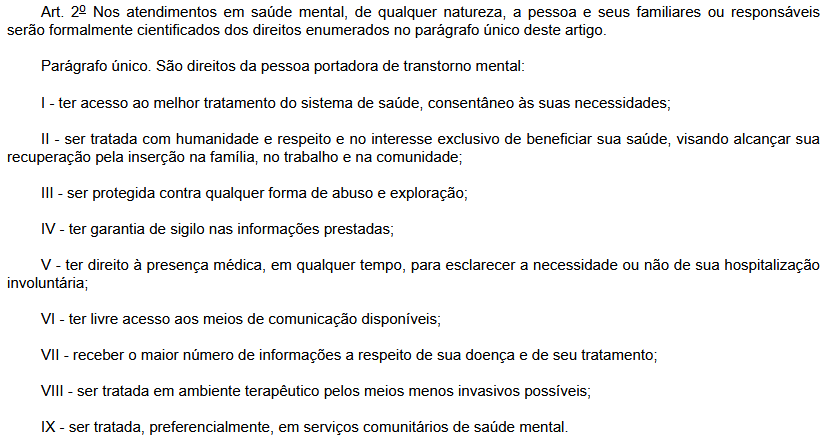 Art. 2º Nos atendimentos em saúde mental, de qualquer natureza, a pessoa e seus familiares ou responsáveis
serão formalmente cientificados dos direitos enumerados no parágrafo único deste artigo.
Parágrafo único. São direitos da pessoa portadora de transtorno mental:
I - ter acesso ao melhor tratamento do sistema de saúde, consentâneo às suas necessidades;
II - ser tratada com humanidade e respeito e no interesse exclusivo de beneficiar sua saúde, visando alcançar sua
recuperação pela inserção na família, no trabalho e na comunidade;
III - ser protegida contra qualquer forma de abuso e exploração;
IV - ter garantia de sigilo nas informações prestadas;
V - ter direito à presença médica, em qualquer tempo, para esclarecer a necessidade ou não de sua hospitalização
involuntária;
VI - ter livre acesso aos meios de comunicação disponíveis;
VII - receber o maior número de informações a respeito de sua doença e de seu tratamento;
VIII - ser tratada em ambiente terapêutico pelos meios menos invasivos possíveis;
IX - ser tratada, preferencialmente, em serviços comunitários de saúde mental.